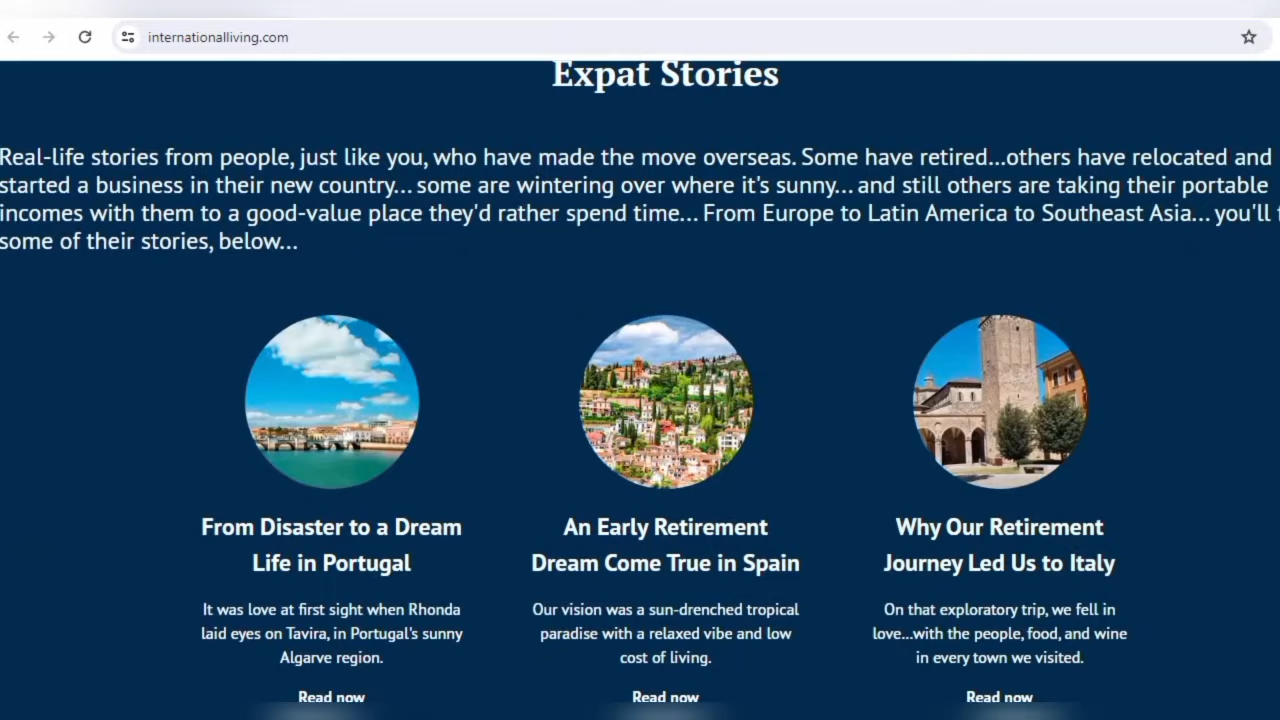 internationalliving.com
Expat Stories
Real-life stories from people, just like you, who have made the move overseas. Some have retired...others have relocated and
started a business in their new country... some are wintering over where it's sunny... and still others are taking their portable
incomes with them to a good-value place they'd rather spend time... From Europe to Latin America to Southeast Asia... you'll
some of their stories, below...
From Disaster to a Dream
Life in Portugal
It was love at first sight when Rhonda
laid eyes on Tavira, in Portugal's sunny
Algarve region.
Read now
An Early Retirement
Dream Come True in Spain
Our vision was a sun-drenched tropical
paradise with a relaxed vibe and low
cost of living.
Read now
Why Our Retirement
Journey Led Us to Italy
On that exploratory trip, we fell in
love...with the people, food, and wine
in every town we visited.
Read now